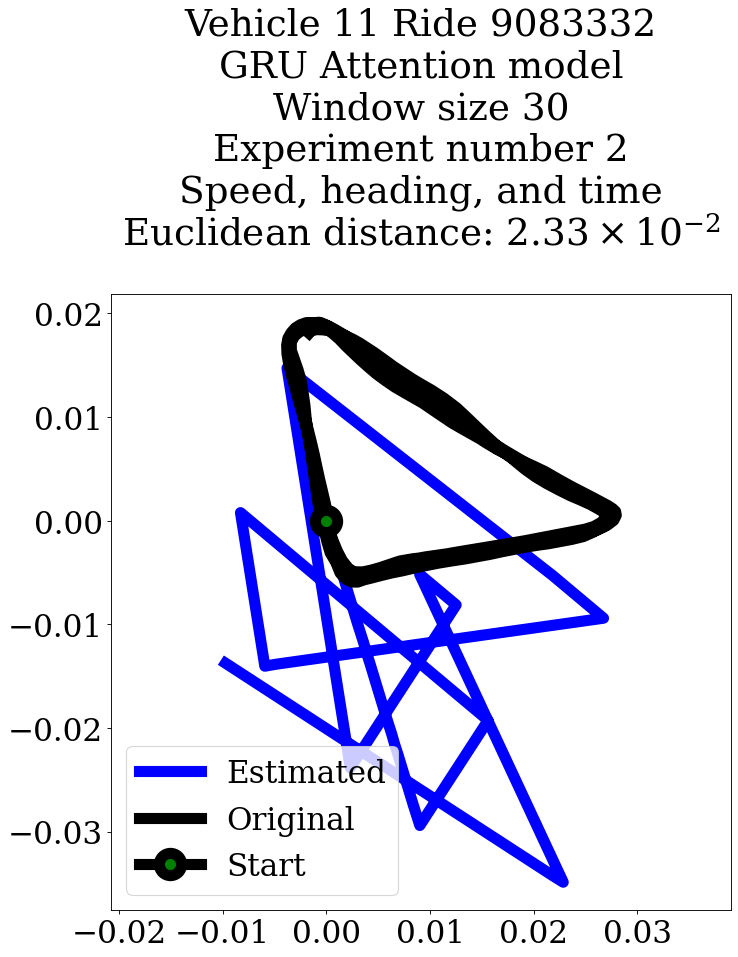 Vehicle 11 Ride 9083332
GRU Attention model
Window size 30
Experiment number 2
Speed, heading, and time
Euclidean distance: 2.33 × 10⁻²
0.02
0.01
0.00
−0.01
−0.02
−0.03
Estimated
Original
Start
−0.02 −0.01 0.00 0.01 0.02 0.03